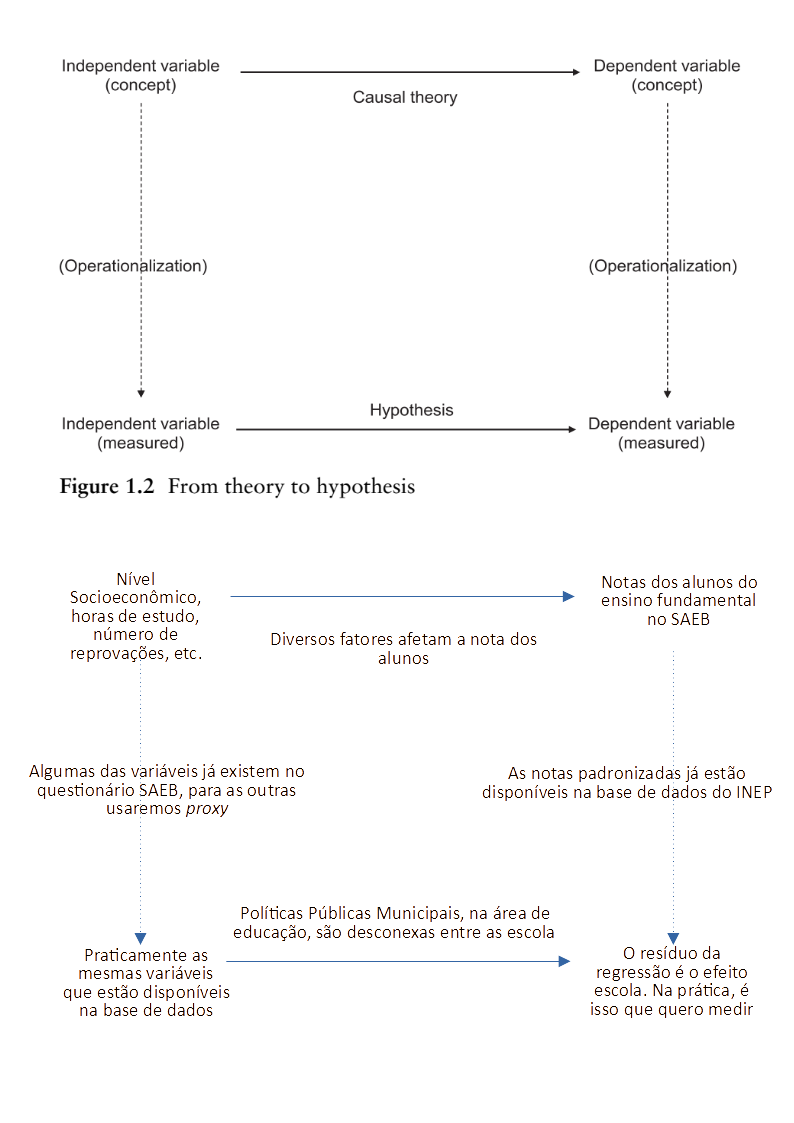 Independent variable
(concept)
Causal theory
Dependent variable
(concept)
(Operationalization)
(Operationalization)
Independent variable
(measured)
Hypothesis
Dependent variable
(measured)
Figure 1.2 From theory to hypothesis
Nível
Socioeconômico,
horas de estudo,
número de
reprovações, etc.
Diversos fatores afetam a nota dos
alunos
Notas dos alunos do
ensino fundamental
no SAEB
Algumas das variáveis já existem no
questionário SAEB, para as outras
usaremos proxy
As notas padronizadas já estão
disponíveis na base de dados do INEP
Praticamente as
mesmas variáveis
que estão disponíveis
na base de dados
Políticas Públicas Municipais, na área de
educação, são desconexas entre as escola
O resíduo da
regressão é o efeito
escola. Na prática, é
isso que quero medir